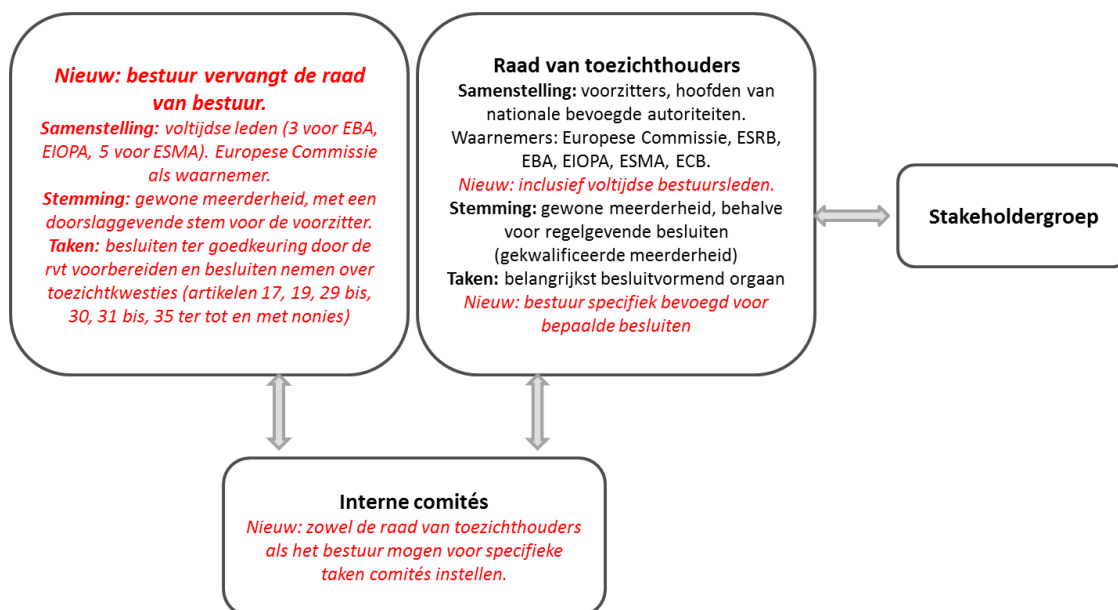 Nieuw: bestuur vervangt de raad
van bestuur.
Samenstelling: voltijdse leden (3 voor EBA,
EIOPA, 5 voor ESMA). Europese Commissie
als waarnemer.
Stemming: gewone meerderheid, met een
doorslaggevende stem voor de voorzitter.
Taken: besluiten ter goedkeuring door de
rvt voorbereiden en besluiten nemen over
toezichtkwesties (artikelen 17, 19, 29 bis,
30, 31 bis, 35 ter tot en met nonies)
Raad van toezichthouders
Samenstelling: voorzitters, hoofden van
nationale bevoegde autoriteiten.
Waarnemers: Europese Commissie, ESRB,
EBA, EIOPA, ESMA, ECB.
Nieuw: inclusief voltijdse bestuursleden.
Stemming: gewone meerderheid, behalve
voor regelgevende besluiten
(gekwalificeerde meerderheid)
Taken: belangrijkst besluitvormend orgaan
Nieuw: bestuur specifiek bevoegd voor
bepaalde besluiten
Stakeholdergroep
Interne comités
Nieuw: zowel de raad van toezichthouders
als het bestuur mogen voor specifieke
taken comités instellen.